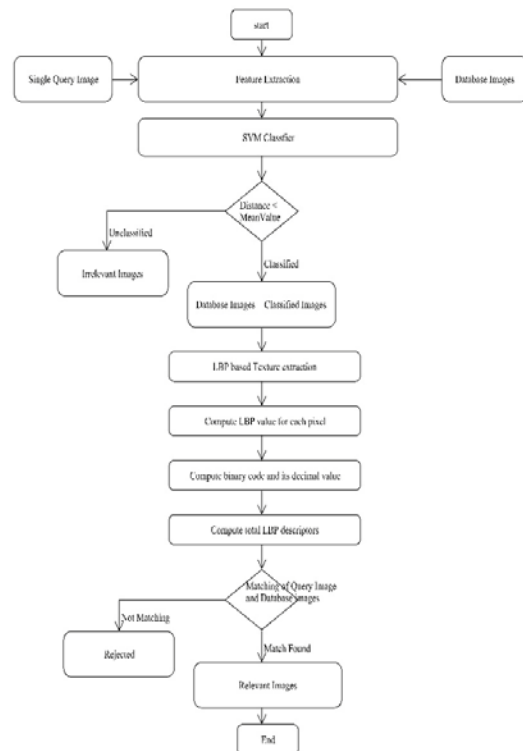 start
Single Query Image
Feature Extraction
Database Images
SVM Classfier
Distance <
MeanValue
Unclassified
Irrelevant Images
Classified
Database Images Classified Images
LBP based Texture extraction
Compute LBP value for each pixel
Compute binary code and its decimal value
Compute total LBP descriptors
Matching of Query Image
and Database images
Not Matching
Rejected
Match Found
Relevant Images
End